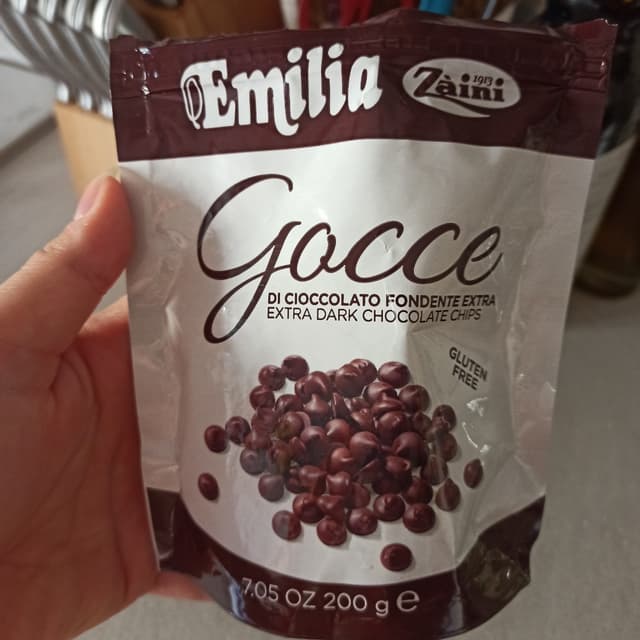 Emilia
Zàini 1913
Gocce
DI CIOCCOLATO FONDENTE EXTRA
EXTRA DARK CHOCOLATE CHIPS
GLUTEN
FREE
7.05 OZ 200 g e